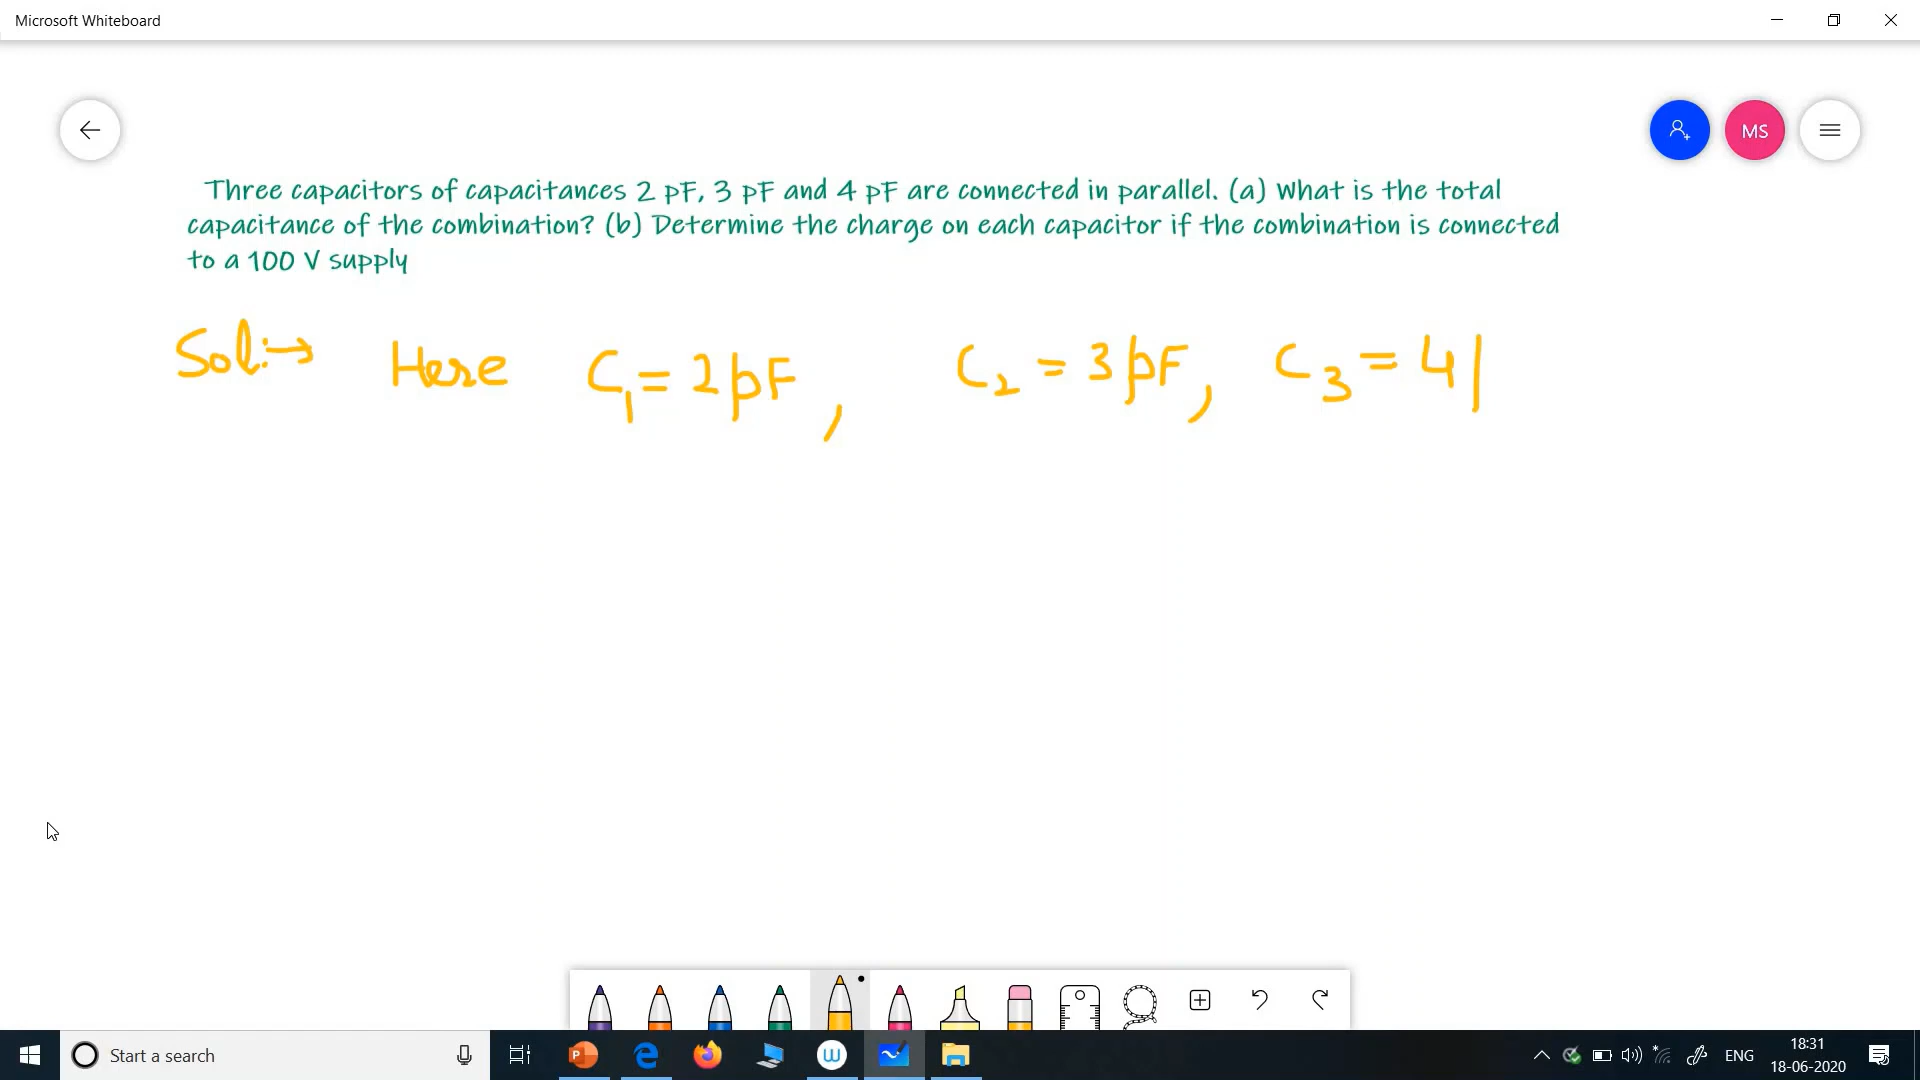 Microsoft Whiteboard
MS
Three capacitors of capacitances 2 pF, 3 pF and 4 pF are connected in parallel. (a) What is the total
capacitance of the combination? (b) Determine the charge on each capacitor if the combination is connected
to a 100 V supply
Sol:→ Here C₁ = 2pF, C₂ = 3pF, C₃ = 4|
Start a search
ENG
18:31
18-06-2020